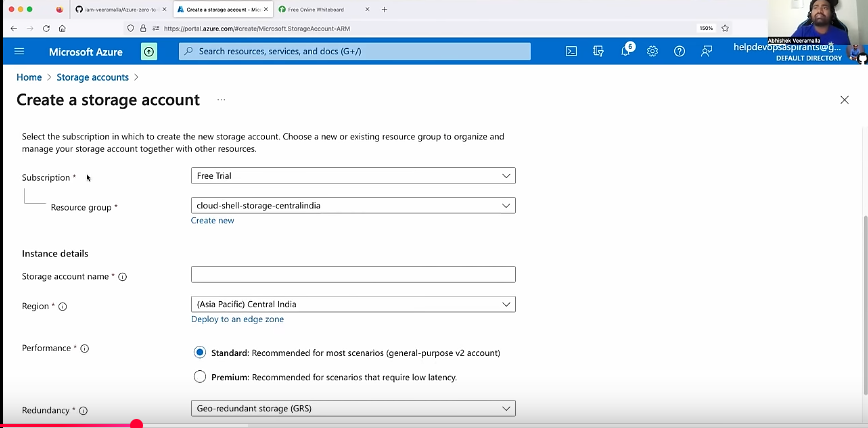 iam-veeramalla/Azure-zero-to
Create a storage account - Mic
Free Online Whiteboard
https://portal.azure.com/#create/Microsoft.StorageAccount-ARM
150%
Abhishek Veeramalla
Microsoft Azure
Search resources, services, and docs (G+/)
6
helpdevopsaspirants@g...
DEFAULT DIRECTORY
Home > Storage accounts >
Create a storage account ...
Select the subscription in which to create the new storage account. Choose a new or existing resource group to organize and
manage your storage account together with other resources.
Subscription *
Free Trial
Resource group *
cloud-shell-storage-centralindia
Create new
Instance details
Storage account name *
Region *
(Asia Pacific) Central India
Deploy to an edge zone
Performance *
Standard: Recommended for most scenarios (general-purpose v2 account)
Premium: Recommended for scenarios that require low latency.
Redundancy *
Geo-redundant storage (GRS)